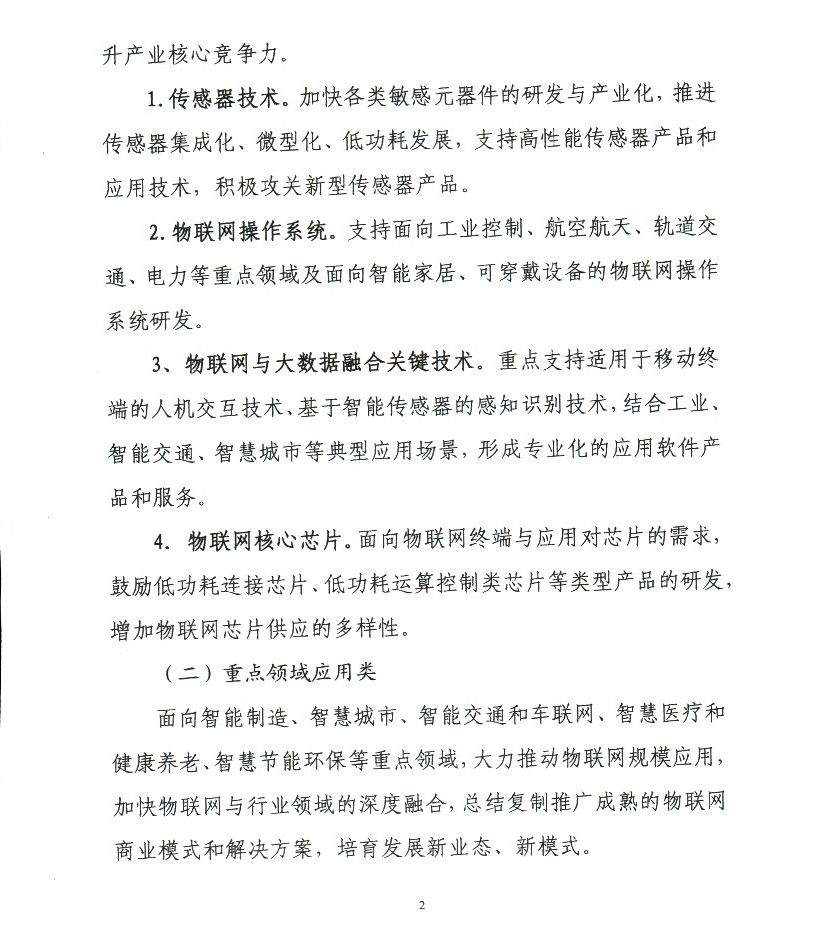 升产业核心竞争力。
1.传感器技术。加快各类敏感元器件的研发与产业化，推进
传感器集成化、微型化、低功耗发展，支持高性能传感器产品和
应用技术，积极攻关新型传感器产品。
2.物联网操作系统。支持面向工业控制、航空航天、轨道交
通、电力等重点领域及面向智能家居、可穿戴设备的物联网操作
系统研发。
3、物联网与大数据融合关键技术。重点支持适用于移动终
端的人机交互技术、基于智能传感器的感知识别技术，结合工业、
智能交通、智慧城市等典型应用场景，形成专业化的应用软件产
品和服务。
4. 物联网核心芯片。面向物联网终端与应用对芯片的需求，
鼓励低功耗连接芯片、低功耗运算控制类芯片等类型产品的研发，
增加物联网芯片供应的多样性。
（二）重点领域应用类
面向智能制造、智慧城市、智能交通和车联网、智慧医疗和
健康养老、智慧节能环保等重点领域，大力推动物联网规模应用，
加快物联网与行业领域的深度融合，总结复制推广成熟的物联网
商业模式和解决方案，培育发展新业态、新模式。
2